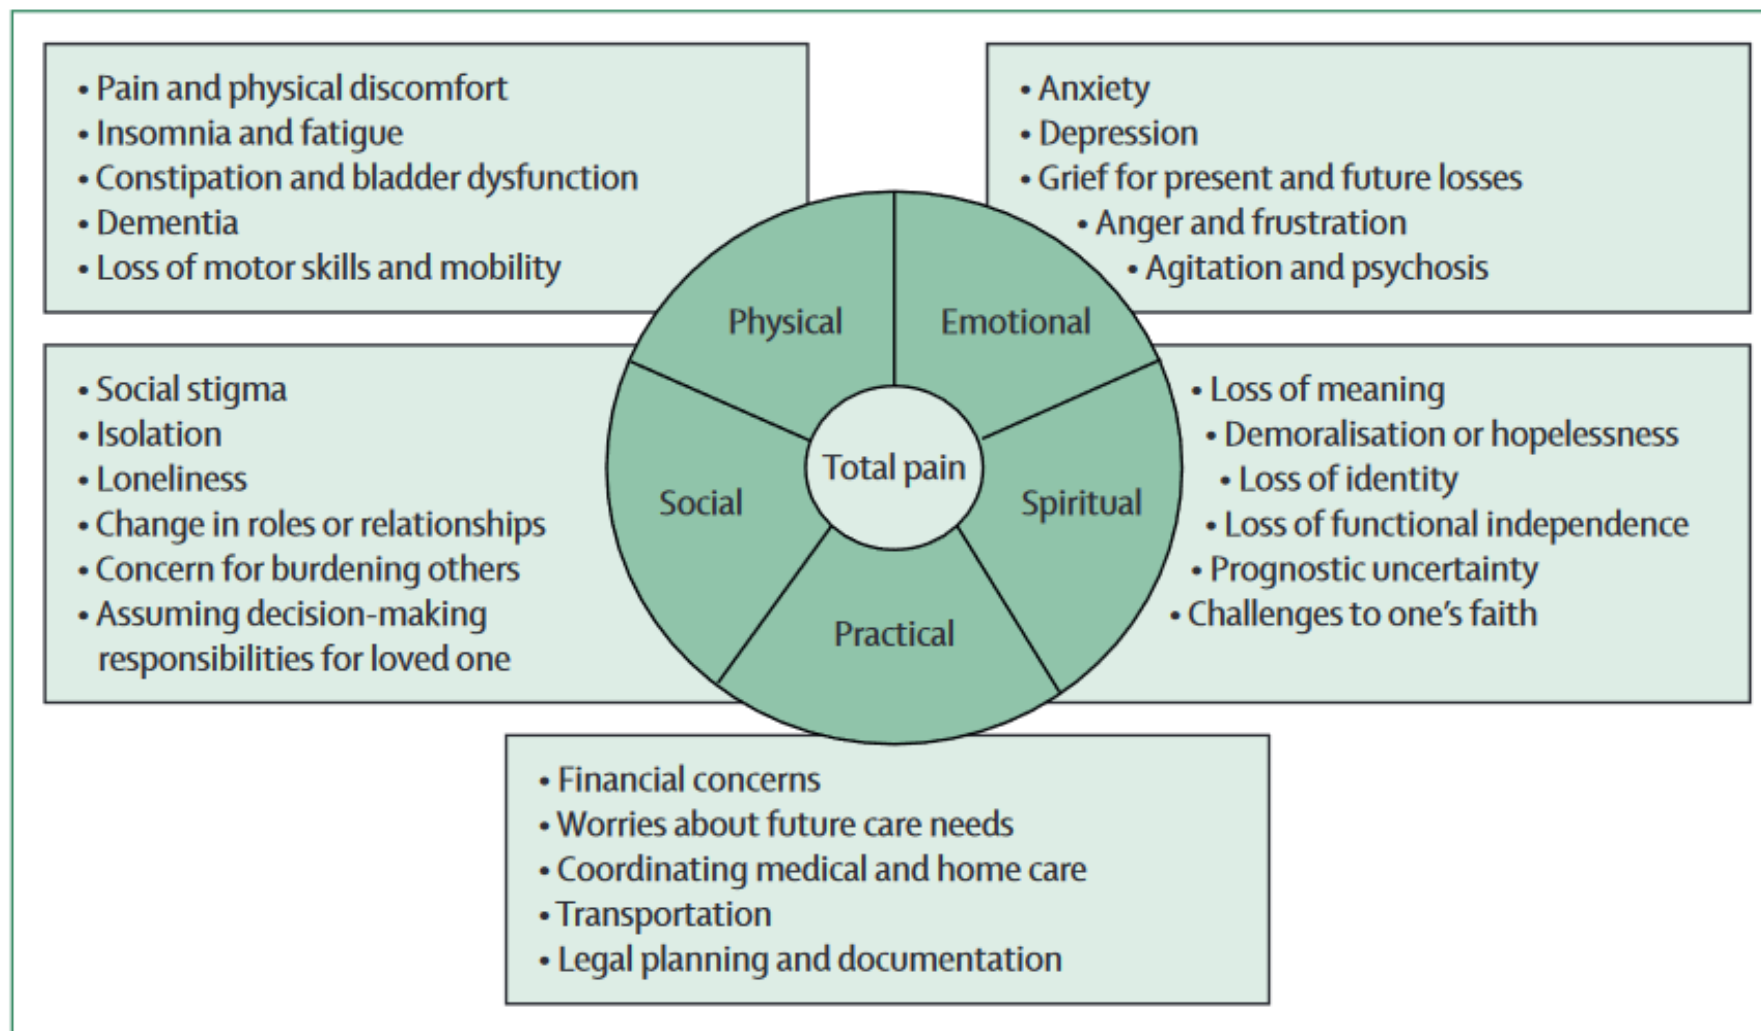 • Pain and physical discomfort
• Insomnia and fatigue
• Constipation and bladder dysfunction
• Dementia
• Loss of motor skills and mobility
• Anxiety
• Depression
• Grief for present and future losses
• Anger and frustration
• Agitation and psychosis
Physical
Emotional
• Social stigma
• Isolation
• Loneliness
• Change in roles or relationships
• Concern for burdening others
• Assuming decision-making
responsibilities for loved one
Social
Total pain
Spiritual
• Loss of meaning
• Demoralisation or hopelessness
• Loss of identity
• Loss of functional independence
• Prognostic uncertainty
• Challenges to one's faith
Practical
• Financial concerns
• Worries about future care needs
• Coordinating medical and home care
• Transportation
• Legal planning and documentation